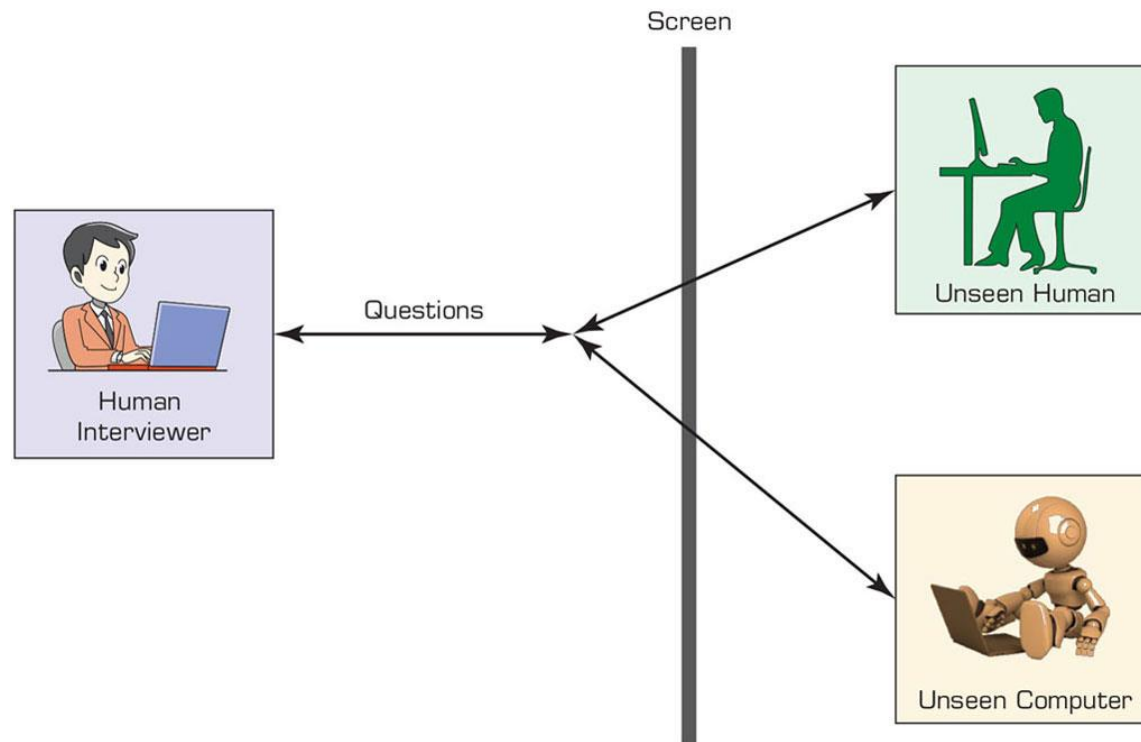 Screen
Questions
Human
Interviewer
Unseen Human
Unseen Computer